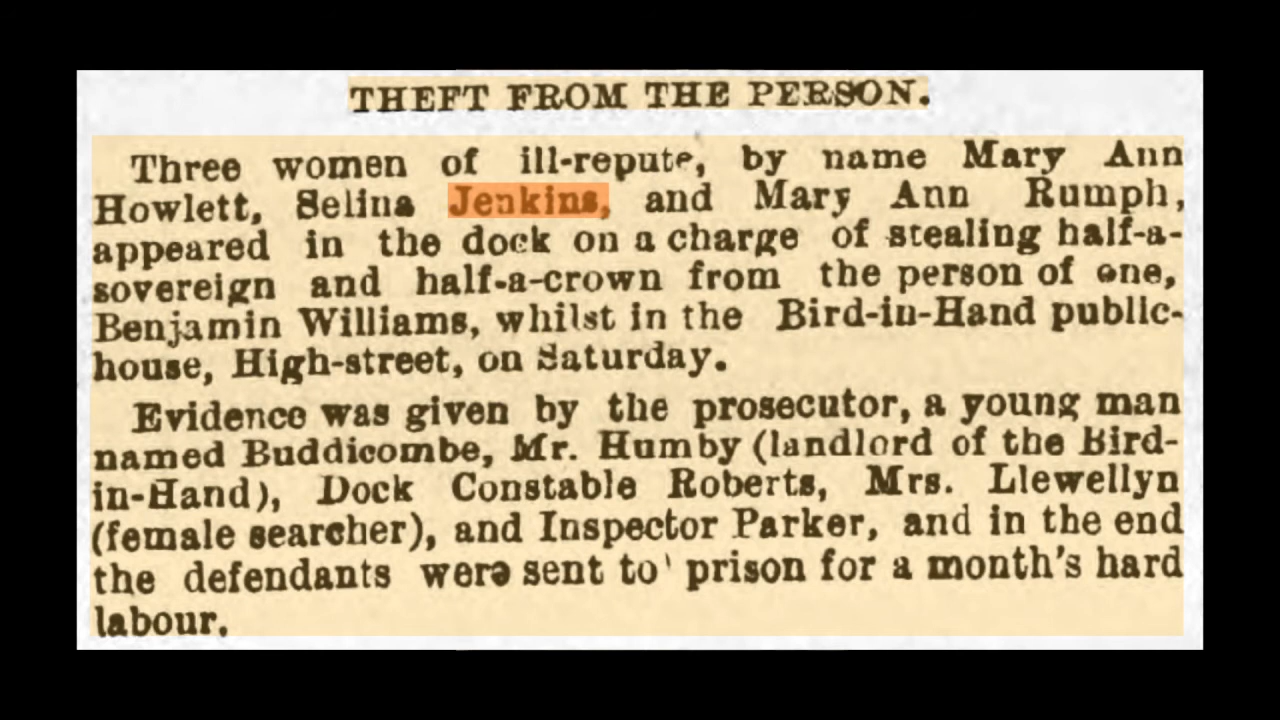 THEFT FROM THE PERSON.
Three women of ill-repute, by name Mary Ann
Howlett, Selina Jenkins, and Mary Ann Rumph,
appeared in the dock on a charge of stealing half-a-
sovereign and half-a-crown from the person of one,
Benjamin Williams, whilst in the Bird-in-Hand public-
house, High-street, on Saturday.
Evidence was given by the prosecutor, a young man
named Buddicombe, Mr. Humby (landlord of the Bird-
in-Hand), Dock Constable Roberts, Mrs. Llewellyn
(female searcher), and Inspector Parker, and in the end
the defendants were sent to prison for a month's hard
labour.